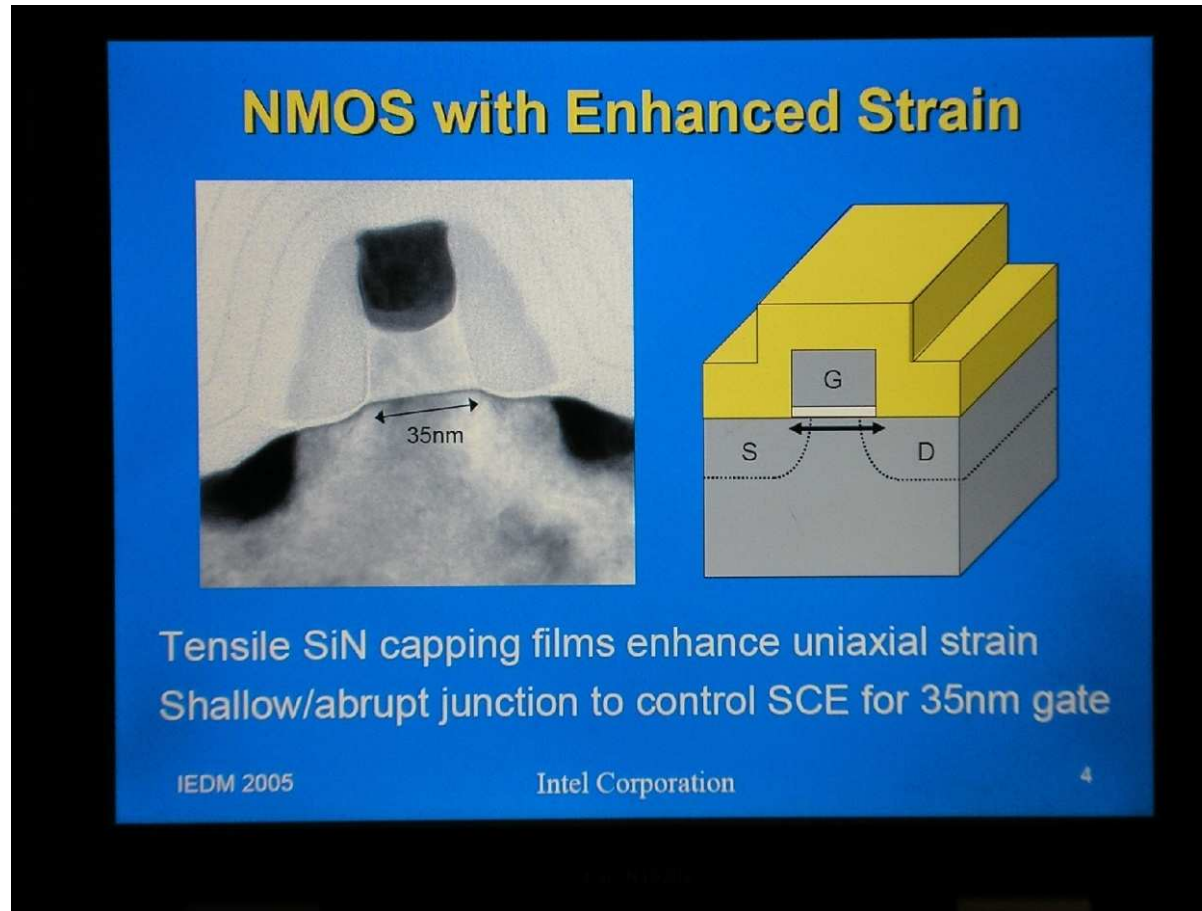 NMOS with Enhanced Strain
35nm
G
S
D
Tensile SiN capping films enhance uniaxial strain
Shallow/abrupt junction to control SCE for 35nm gate
IEDM 2005
Intel Corporation
4